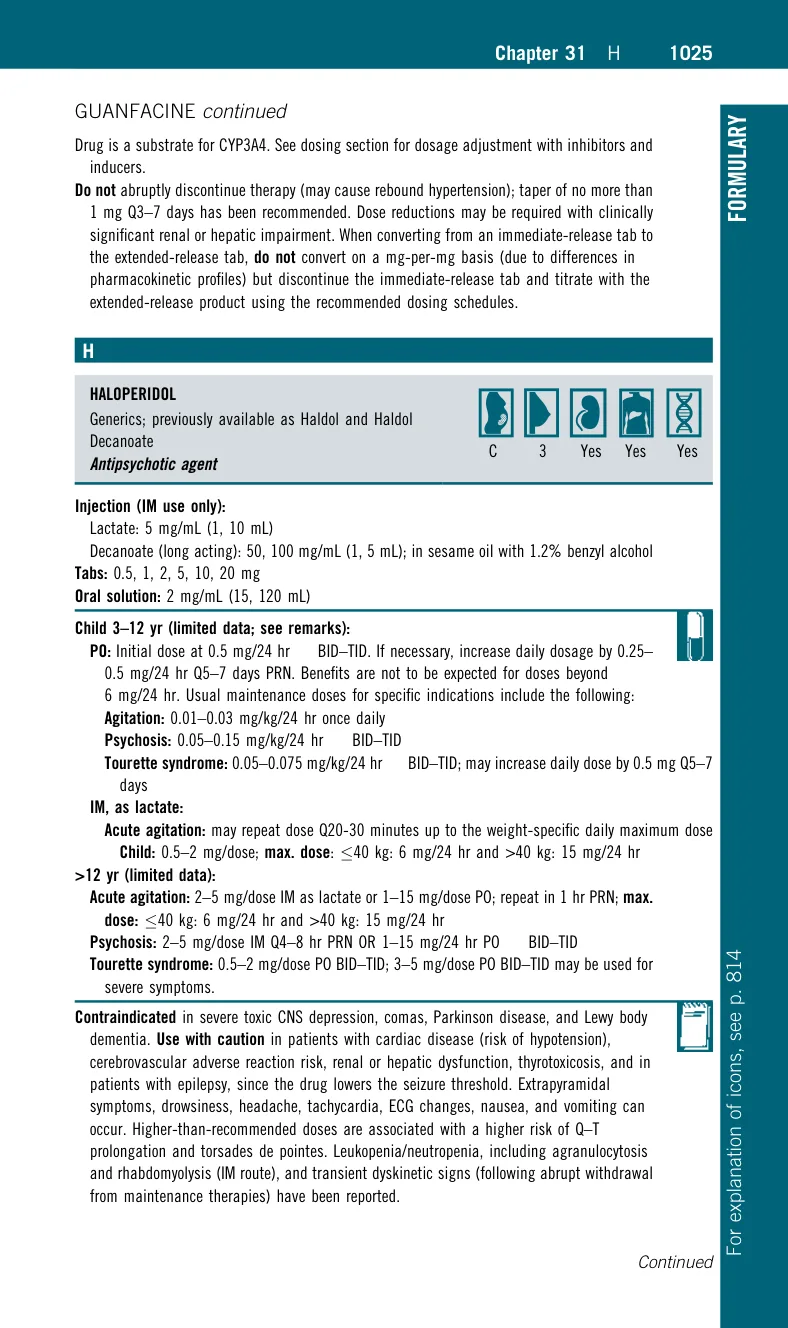 Chapter 31 H 1025
GUANFACINE continued
Drug is a substrate for CYP3A4. See dosing section for dosage adjustment with inhibitors and
inducers.
Do not abruptly discontinue therapy (may cause rebound hypertension); taper of no more than
1 mg Q3–7 days has been recommended. Dose reductions may be required with clinically
significant renal or hepatic impairment. When converting from an immediate-release tab to
the extended-release tab, do not convert on a mg-per-mg basis (due to differences in
pharmacokinetic profiles) but discontinue the immediate-release tab and titrate with the
extended-release product using the recommended dosing schedules.
H
HALOPERIDOL
Generics; previously available as Haldol and Haldol
Decanoate
Antipsychotic agent
C 3 Yes Yes Yes
Injection (IM use only):
Lactate: 5 mg/mL (1, 10 mL)
Decanoate (long acting): 50, 100 mg/mL (1, 5 mL); in sesame oil with 1.2% benzyl alcohol
Tabs: 0.5, 1, 2, 5, 10, 20 mg
Oral solution: 2 mg/mL (15, 120 mL)
Child 3–12 yr (limited data; see remarks):
PO: Initial dose at 0.5 mg/24 hr BID–TID. If necessary, increase daily dosage by 0.25–
0.5 mg/24 hr Q5–7 days PRN. Benefits are not to be expected for doses beyond
6 mg/24 hr. Usual maintenance doses for specific indications include the following:
Agitation: 0.01–0.03 mg/kg/24 hr once daily
Psychosis: 0.05–0.15 mg/kg/24 hr BID–TID
Tourette syndrome: 0.05–0.075 mg/kg/24 hr BID–TID; may increase daily dose by 0.5 mg Q5–7
days
IM, as lactate:
Acute agitation: may repeat dose Q20-30 minutes up to the weight-specific daily maximum dose
Child: 0.5–2 mg/dose; max. dose: ≤40 kg: 6 mg/24 hr and >40 kg: 15 mg/24 hr
>12 yr (limited data):
Acute agitation: 2–5 mg/dose IM as lactate or 1–15 mg/dose PO; repeat in 1 hr PRN; max.
dose: ≤40 kg: 6 mg/24 hr and >40 kg: 15 mg/24 hr
Psychosis: 2–5 mg/dose IM Q4–8 hr PRN OR 1–15 mg/24 hr PO BID–TID
Tourette syndrome: 0.5–2 mg/dose PO BID–TID; 3–5 mg/dose PO BID–TID may be used for
severe symptoms.
Contraindicated in severe toxic CNS depression, comas, Parkinson disease, and Lewy body
dementia. Use with caution in patients with cardiac disease (risk of hypotension),
cerebrovascular adverse reaction risk, renal or hepatic dysfunction, thyrotoxicosis, and in
patients with epilepsy, since the drug lowers the seizure threshold. Extrapyramidal
symptoms, drowsiness, headache, tachycardia, ECG changes, nausea, and vomiting can
occur. Higher-than-recommended doses are associated with a higher risk of Q–T
prolongation and torsades de pointes. Leukopenia/neutropenia, including agranulocytosis
and rhabdomyolysis (IM route), and transient dyskinetic signs (following abrupt withdrawal
from maintenance therapies) have been reported.
Continued
FORMULARY
For explanation of icons, see p. 814